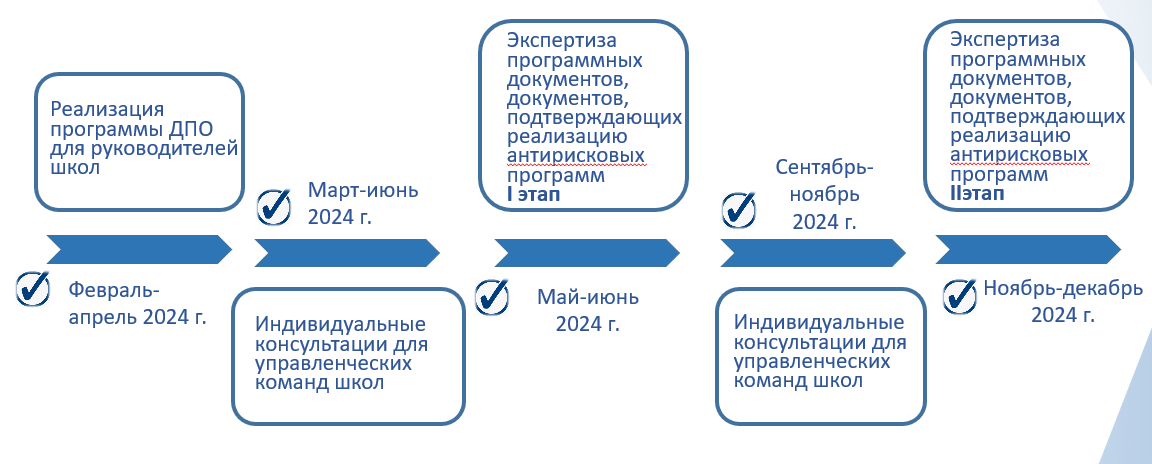 Реализация
программы ДПО
для руководителей
школ
Февраль-
апрель 2024 г.
Март-июнь
2024 г.
Индивидуальные
консультации для
управленческих
команд школ
Экспертиза
программных
документов,
документов,
подтверждающих
реализацию
антирисковых
программ
I этап
Май-июнь
2024 г.
Сентябрь-
ноябрь
2024 г.
Индивидуальные
консультации для
управленческих
команд школ
Экспертиза
программных
документов,
документов,
подтверждающих
реализацию
антирисковых
программ
IIэтап
Ноябрь-декабрь
2024 г.